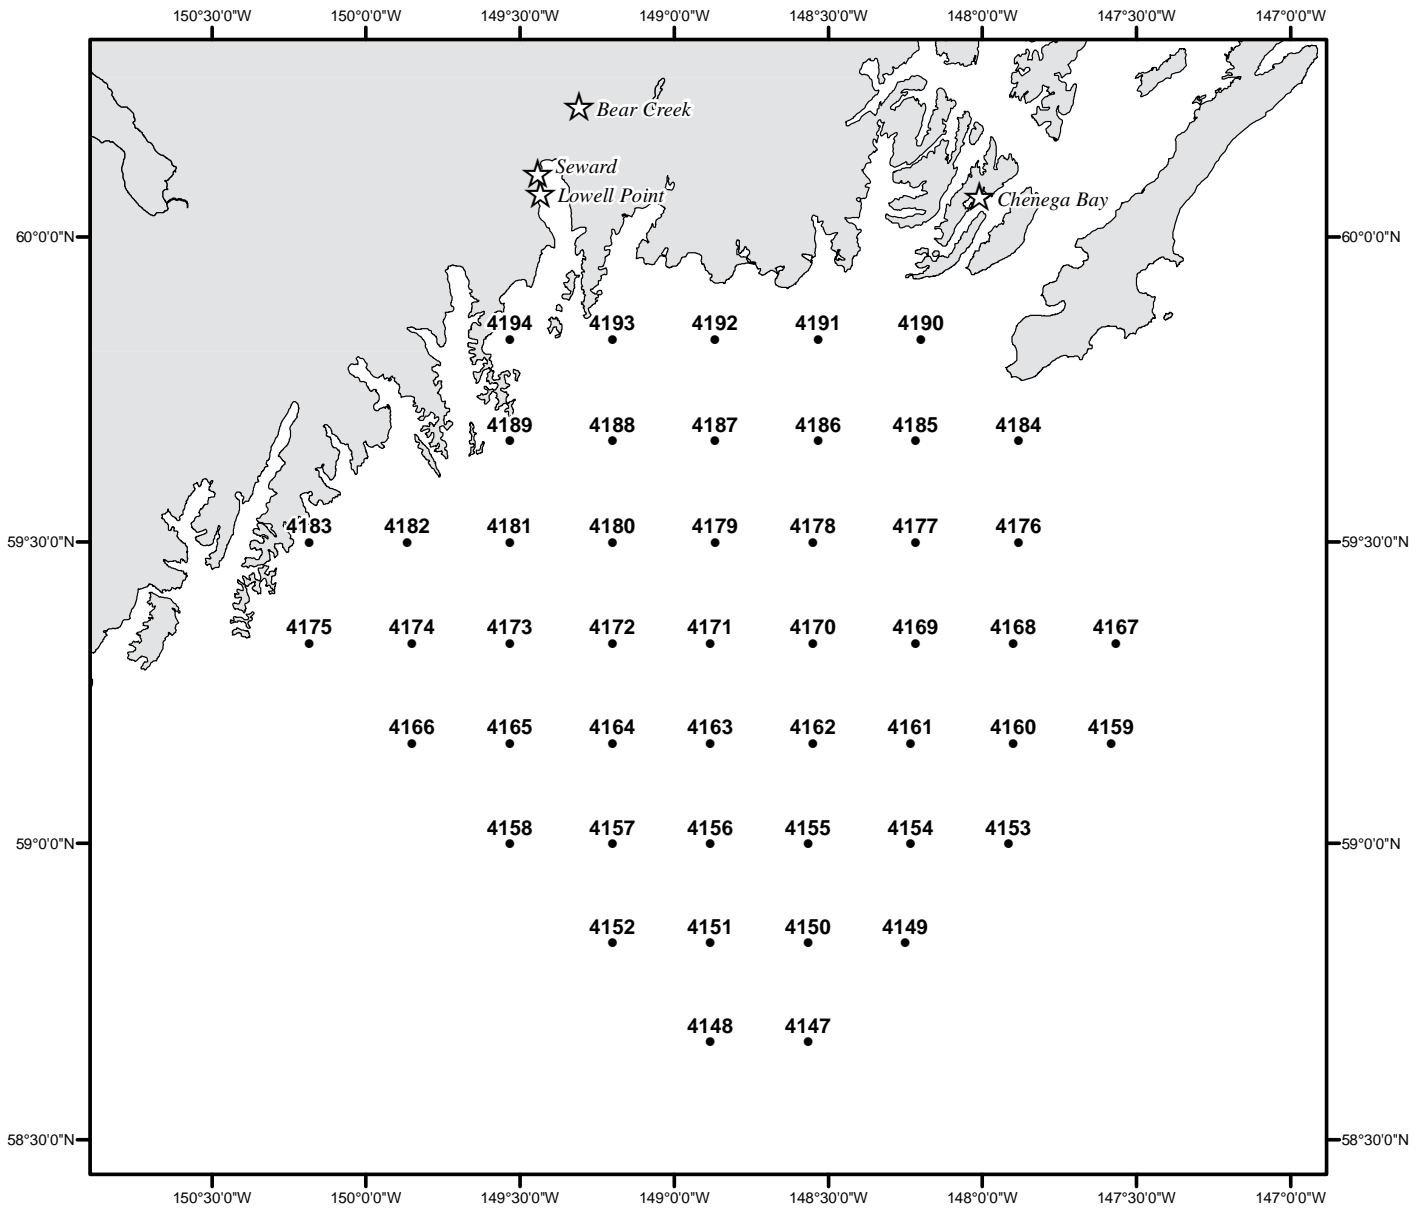 150°30'0"W 150°0'0"W 149°30'0"W 149°0'0"W 148°30'0"W 148°0'0"W 147°30'0"W 147°0'0"W
Bear Creek
Seward
Lowell Point
Chenega Bay
60°0'0"N 60°0'0"N
4194 4193 4192 4191 4190
4189 4188 4187 4186 4185 4184
4183 4182 4181 4180 4179 4178 4177 4176
59°30'0"N 59°30'0"N
4175 4174 4173 4172 4171 4170 4169 4168 4167
4166 4165 4164 4163 4162 4161 4160 4159
4158 4157 4156 4155 4154 4153
59°0'0"N 59°0'0"N
4152 4151 4150 4149
4148 4147
58°30'0"N 58°30'0"N
150°30'0"W 150°0'0"W 149°30'0"W 149°0'0"W 148°30'0"W 148°0'0"W 147°30'0"W 147°0'0"W